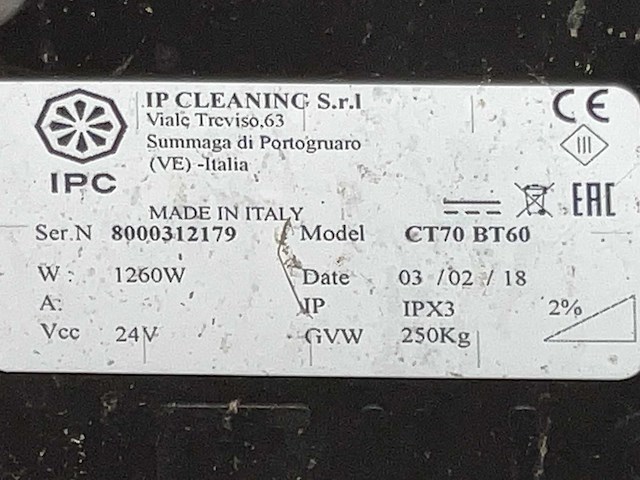 IP CLEANING S.r.l
Viale Treviso,63
Summaga di Portogruaro
(VE) -Italia
IPC
CE
III
EAC
MADE IN ITALY
Ser.N 8000312179 Model CT70 BT60
W: 1260W Date 03 /02 / 18
A: IP IPX3 2%
Vcc 24V GVW 250Kg